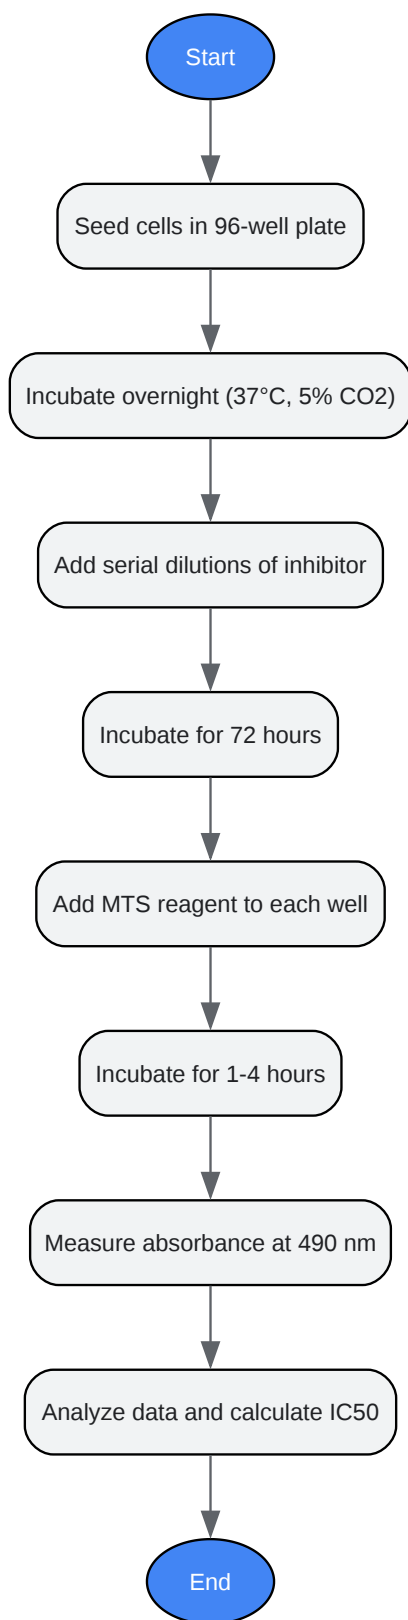 Start
Seed cells in 96-well plate
Incubate overnight (37°C, 5% CO2)
Add serial dilutions of inhibitor
Incubate for 72 hours
Add MTS reagent to each well
Incubate for 1-4 hours
Measure absorbance at 490 nm
Analyze data and calculate IC50
End